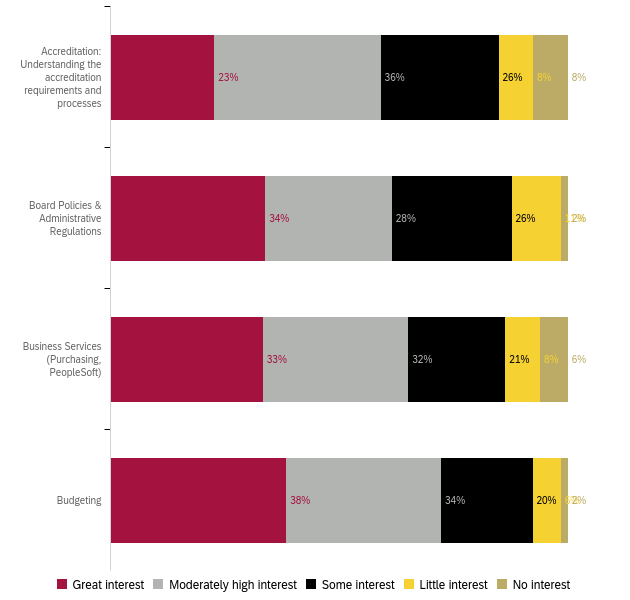 Accreditation:
Understanding the
accreditation
requirements and
processes
23% 36% 26% 8% 8%
Board Policies &
Administrative
Regulations
34% 28% 26% 2%
Business Services
(Purchasing,
PeopleSoft)
33% 32% 21% 8% 6%
Budgeting
38% 34% 20% 2%
Great interest Moderately high interest Some interest Little interest No interest